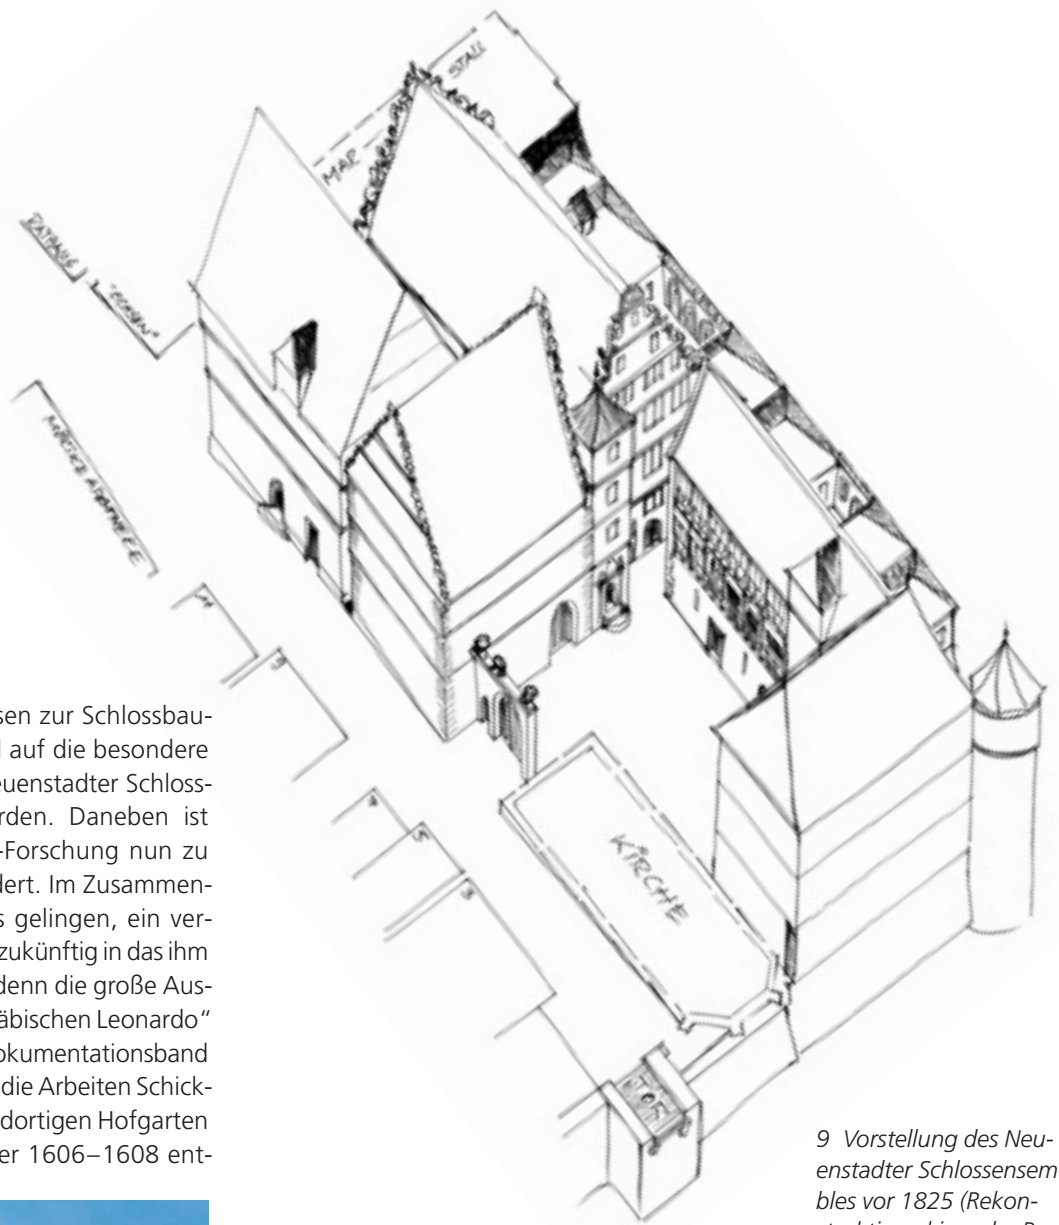 STALL
MAR
RATHAUS
"OCHSEN"
KIRCHE
TOR
sen zur Schlossbau-
auf die besondere
euenstadter Schloss-
rden. Daneben ist
-Forschung nun zu
dert. Im Zusammen-
s gelingen, ein ver-
zukünftig in das ihm
denn die große Aus-
äbischen Leonardo“
okumentationsband
die Arbeiten Schick-
dortigen Hofgarten
er 1606–1608 ent-
9 Vorstellung des Neu-
enstadter Schlossensem
bles vor 1825 (Rekon-